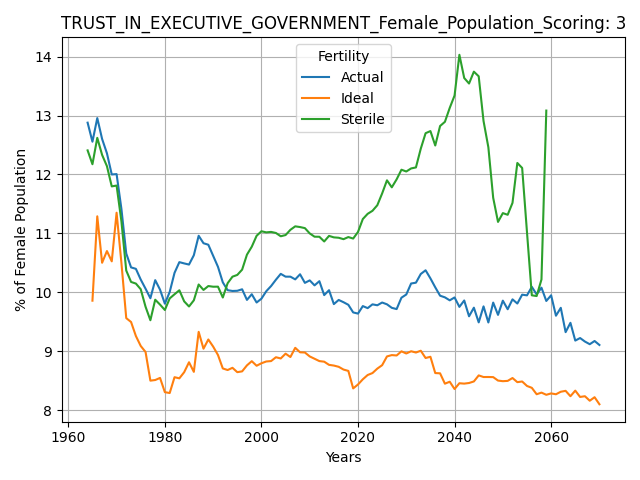 TRUST_IN_EXECUTIVE_GOVERNMENT_Female_Population_Scoring: 3
Fertility
Actual
Ideal
Sterile
% of Female Population
14
13
12
11
10
9
8
1960
1980
2000
2020
2040
2060
Years